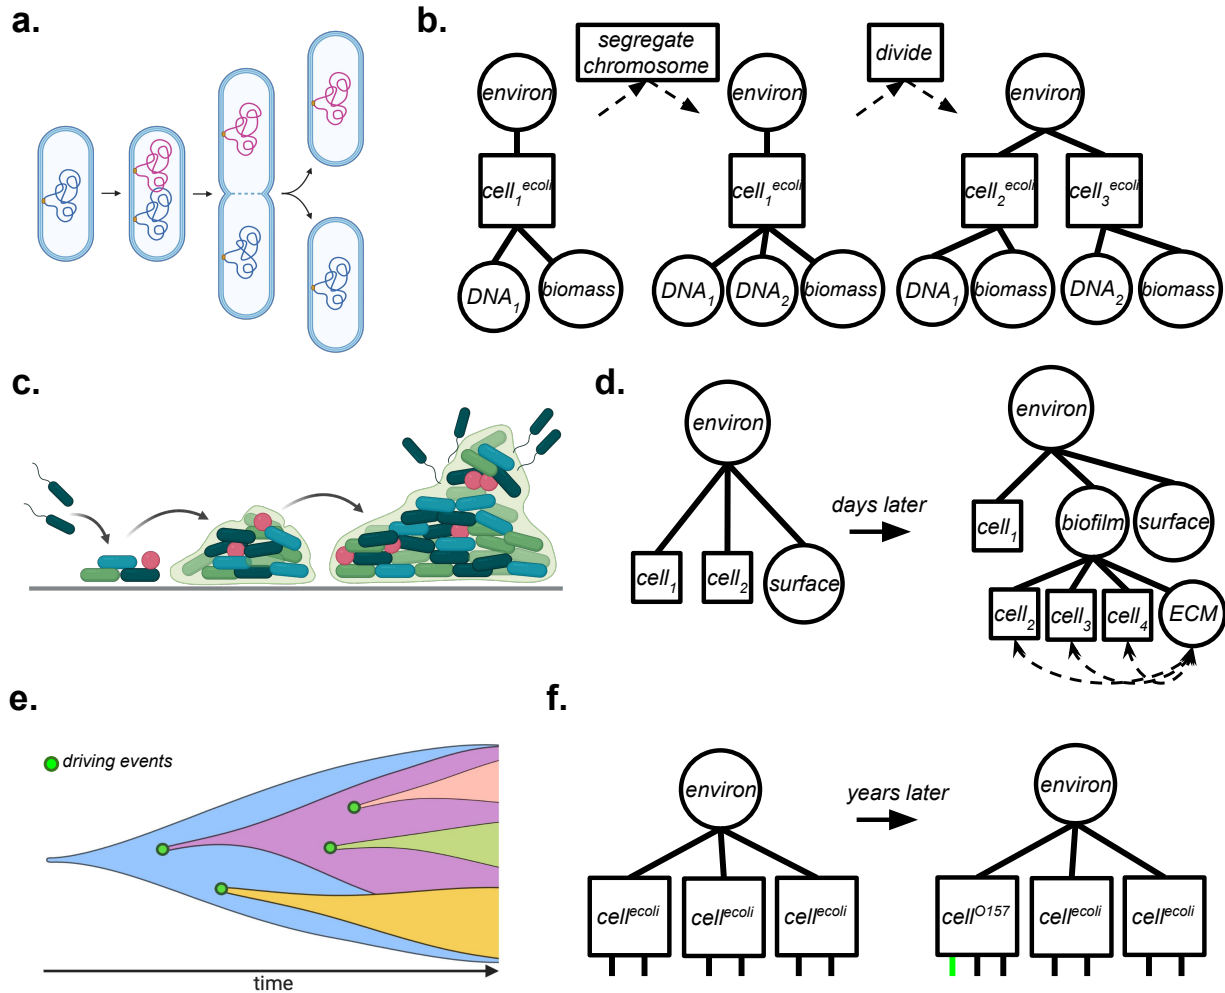 a.
b.
segregate
chromosome
divide
environ
environ
environ
cell₁ᵉᶜᵒˡⁱ
cell₁ᵉᶜᵒˡⁱ
cell₂ᵉᶜᵒˡⁱ
cell₃ᵉᶜᵒˡⁱ
DNA₁
biomass
DNA₁
DNA₂
biomass
DNA₁
biomass
DNA₂
biomass
c.
d.
environ
days later
cell₁
cell₂
surface
environ
cell₁
biofilm
surface
cell₂
cell₃
cell₄
ECM
e.
driving events
time
f.
environ
years later
environ
cellᵉᶜᵒˡⁱ
cellᵉᶜᵒˡⁱ
cellᵉᶜᵒˡⁱ
cellᴼ¹⁵⁷
cellᵉᶜᵒˡⁱ
cellᵉᶜᵒˡⁱ